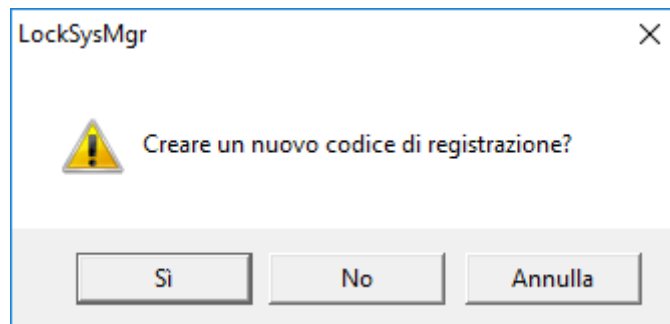 LockSysMgr
Creare un nuovo codice di registrazione?
Sì
No
Annulla